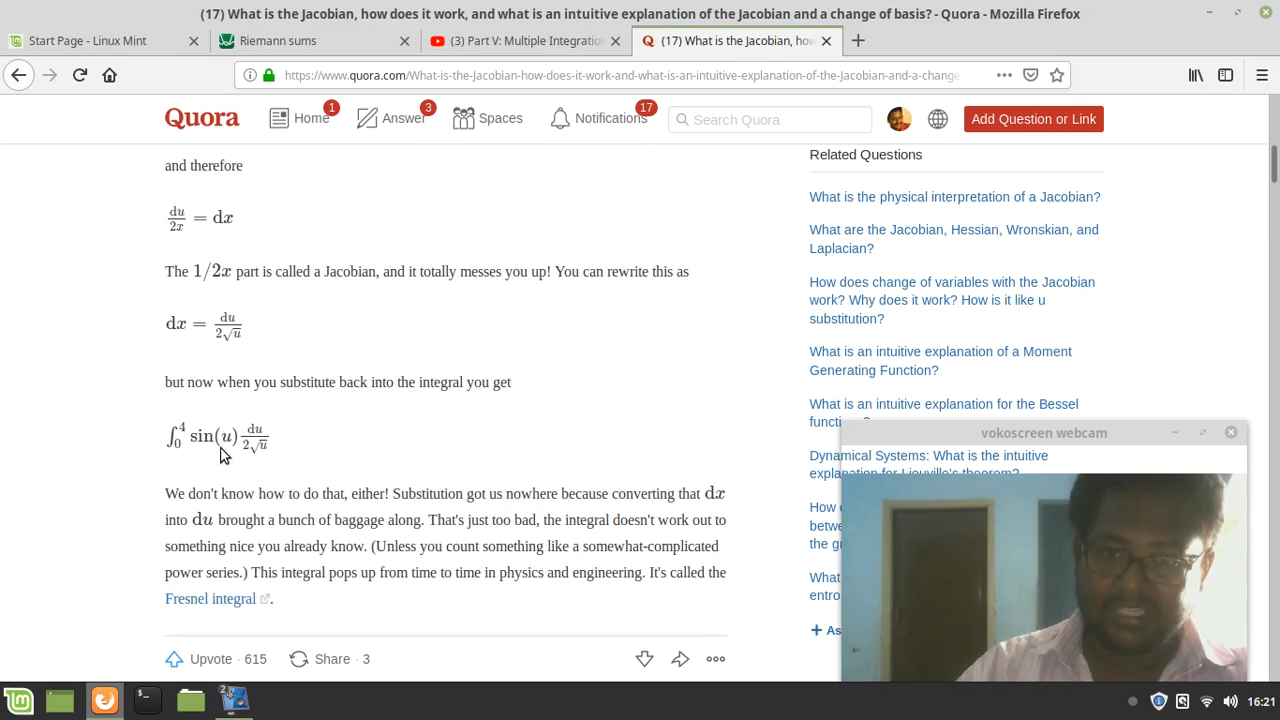 (17) What is the Jacobian, how does it work, and what is an intuitive explanation of the Jacobian and a change of basis? - Quora - Mozilla Firefox
Start Page - Linux Mint
Riemann sums
(3) Part V: Multiple Integration
(17) What is the Jacobian, how
https://www.quora.com/What-is-the-Jacobian-how-does-it-work-and-what-is-an-intuitive-explanation-of-the-Jacobian-and-a-change
Quora
Home 1
Answer 3
Spaces
Notifications 17
Search Quora
Add Question or Link
and therefore
du/2x = dx
The 1/2x part is called a Jacobian, and it totally messes you up! You can rewrite this as
dx = du/2√u
but now when you substitute back into the integral you get
∫₀⁴ sin(u) du/2√u
We don't know how to do that, either! Substitution got us nowhere because converting that dx
into du brought a bunch of baggage along. That's just too bad, the integral doesn't work out to
something nice you already know. (Unless you count something like a somewhat-complicated
power series.) This integral pops up from time to time in physics and engineering. It's called the
Fresnel integral.
Upvote · 615
Share · 3
Related Questions
What is the physical interpretation of a Jacobian?
What are the Jacobian, Hessian, Wronskian, and
Laplacian?
How does change of variables with the Jacobian
work? Why does it work? How is it like u
substitution?
What is an intuitive explanation of a Moment
Generating Function?
What is an intuitive explanation for the Bessel
functi
vokoscreen webcam
Dynamical Systems: What is the intuitive
explanation for Liouville's theorem?
How
betwe
the g
What
entro
+ As
2
16:21